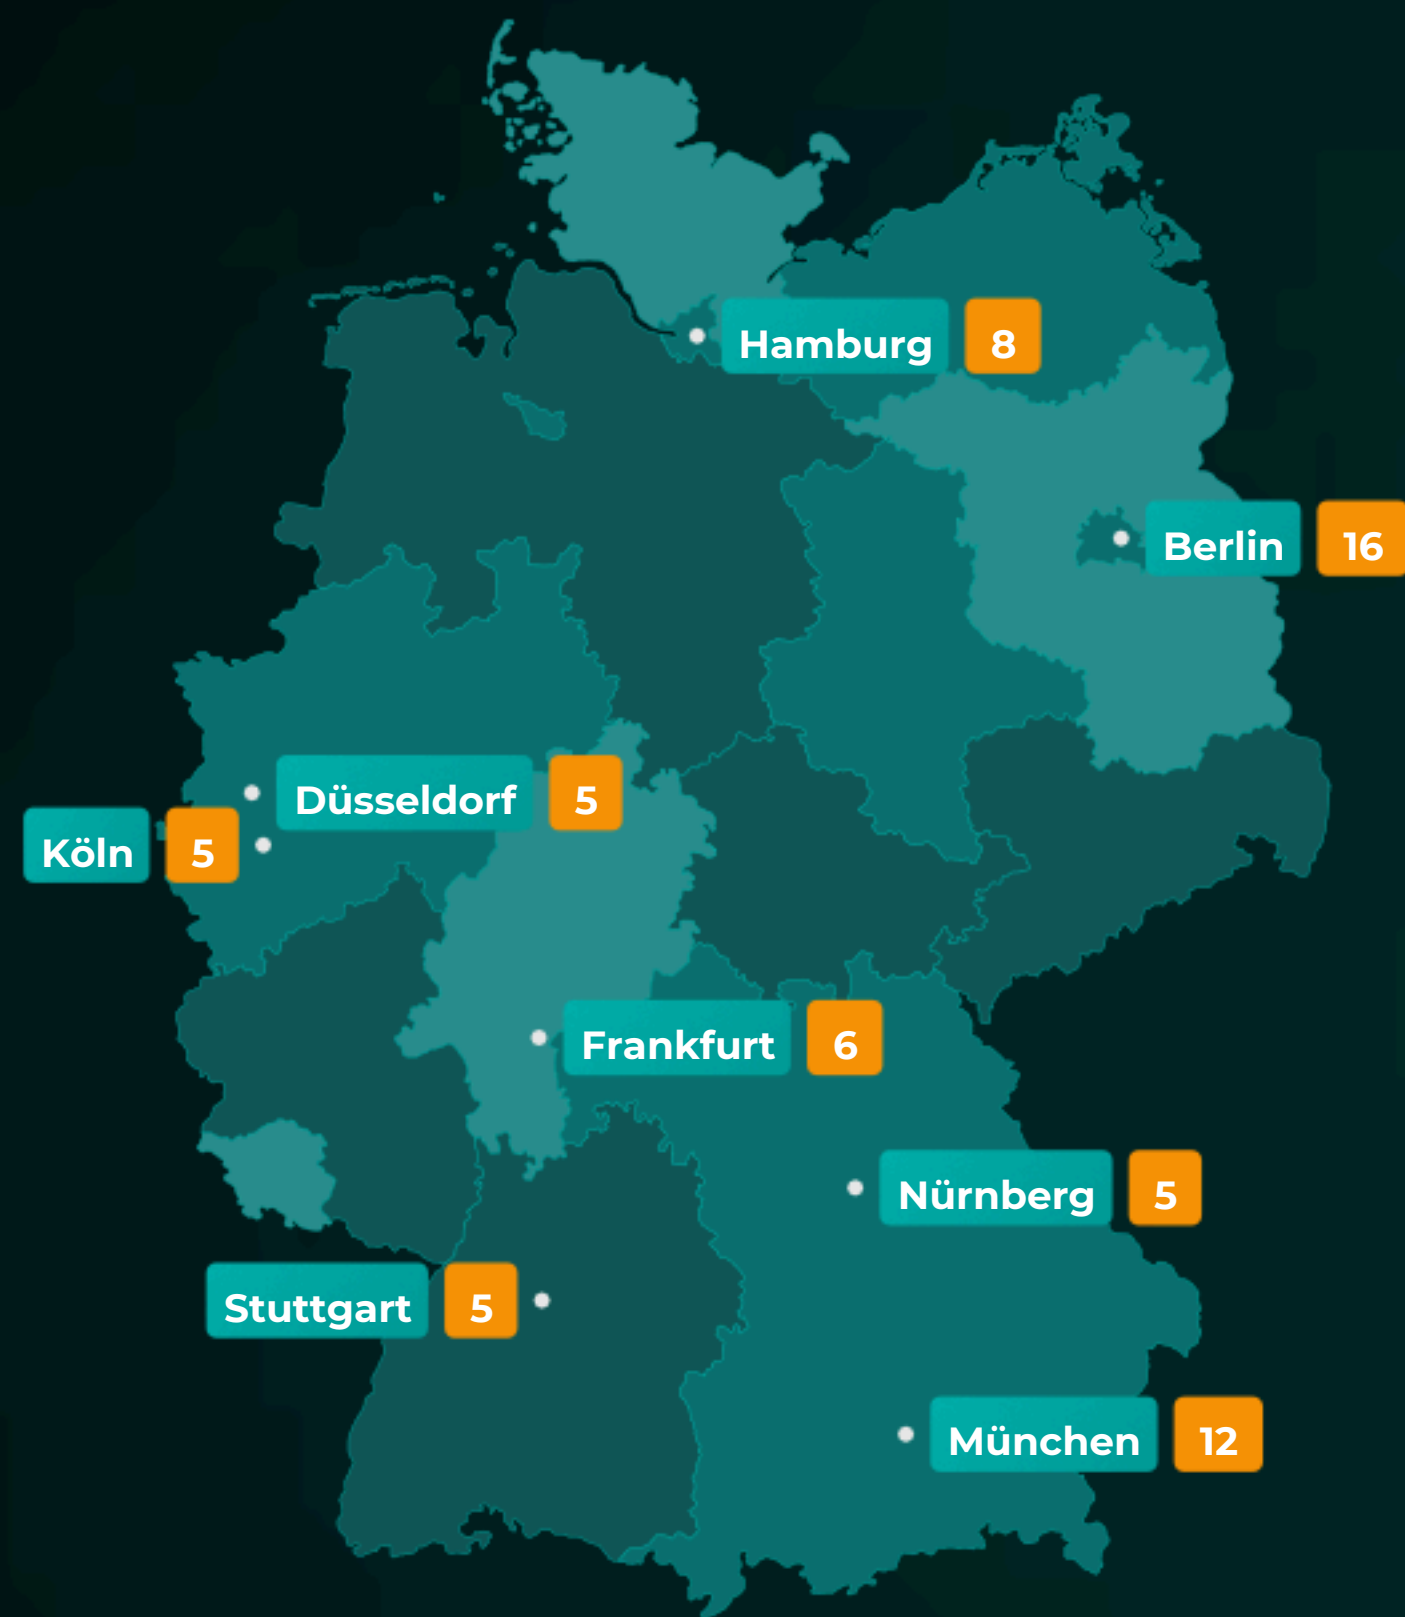 Hamburg 8
Berlin 16
Düsseldorf 5
Köln 5
Frankfurt 6
Nürnberg 5
Stuttgart 5
München 12